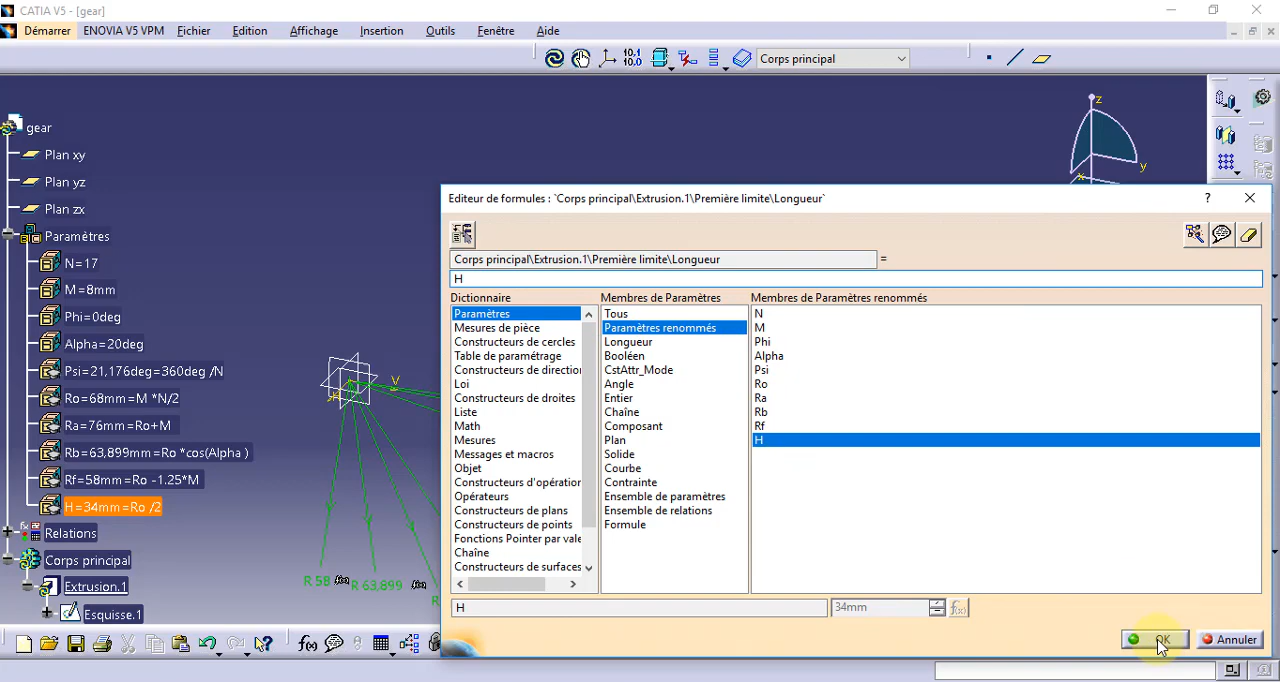 CATIA V5 - [gear]
Démarrer ENOVIA V5 VPM Fichier Edition Affichage Insertion Outils Fenêtre Aide
10,1
10,0
Corps principal
gear
Plan xy
Plan yz
Plan zx
Paramètres
N=17
M=8mm
Phi=0deg
Alpha=20deg
Psi=21,176deg=360deg /N
Ro=68mm=M *N/2
Ra=76mm=Ro+M
Rb=63,899mm=Ro *cos(Alpha )
Rf=58mm=Ro -1.25*M
H=34mm=Ro /2
Relations
Corps principal
Extrusion.1
Esquisse.1
V
R 58 f(x) R 63,899 f(x)
z
y
x
Editeur de formules : `Corps principal\Extrusion.1\Première limite\Longueur`
?
Corps principal\Extrusion.1\Première limite\Longueur =
H
Dictionnaire
Paramètres
Mesures de pièce
Constructeurs de cercles
Table de paramétrage
Constructeurs de direction
Loi
Constructeurs de droites
Liste
Math
Mesures
Messages et macros
Objet
Constructeurs d'opération
Opérateurs
Constructeurs de plans
Constructeurs de points
Fonctions Pointer par vale
Chaîne
Constructeurs de surfaces
Membres de Paramètres
Tous
Paramètres renommés
Longueur
Booléen
CstAttr_Mode
Angle
Entier
Chaîne
Composant
Plan
Solide
Courbe
Contrainte
Ensemble de paramètres
Ensemble de relations
Formule
Membres de Paramètres renommés
N
M
Phi
Alpha
Psi
Ro
Ra
Rb
Rf
H
H 34mm f(x)
OK Annuler
f(x)